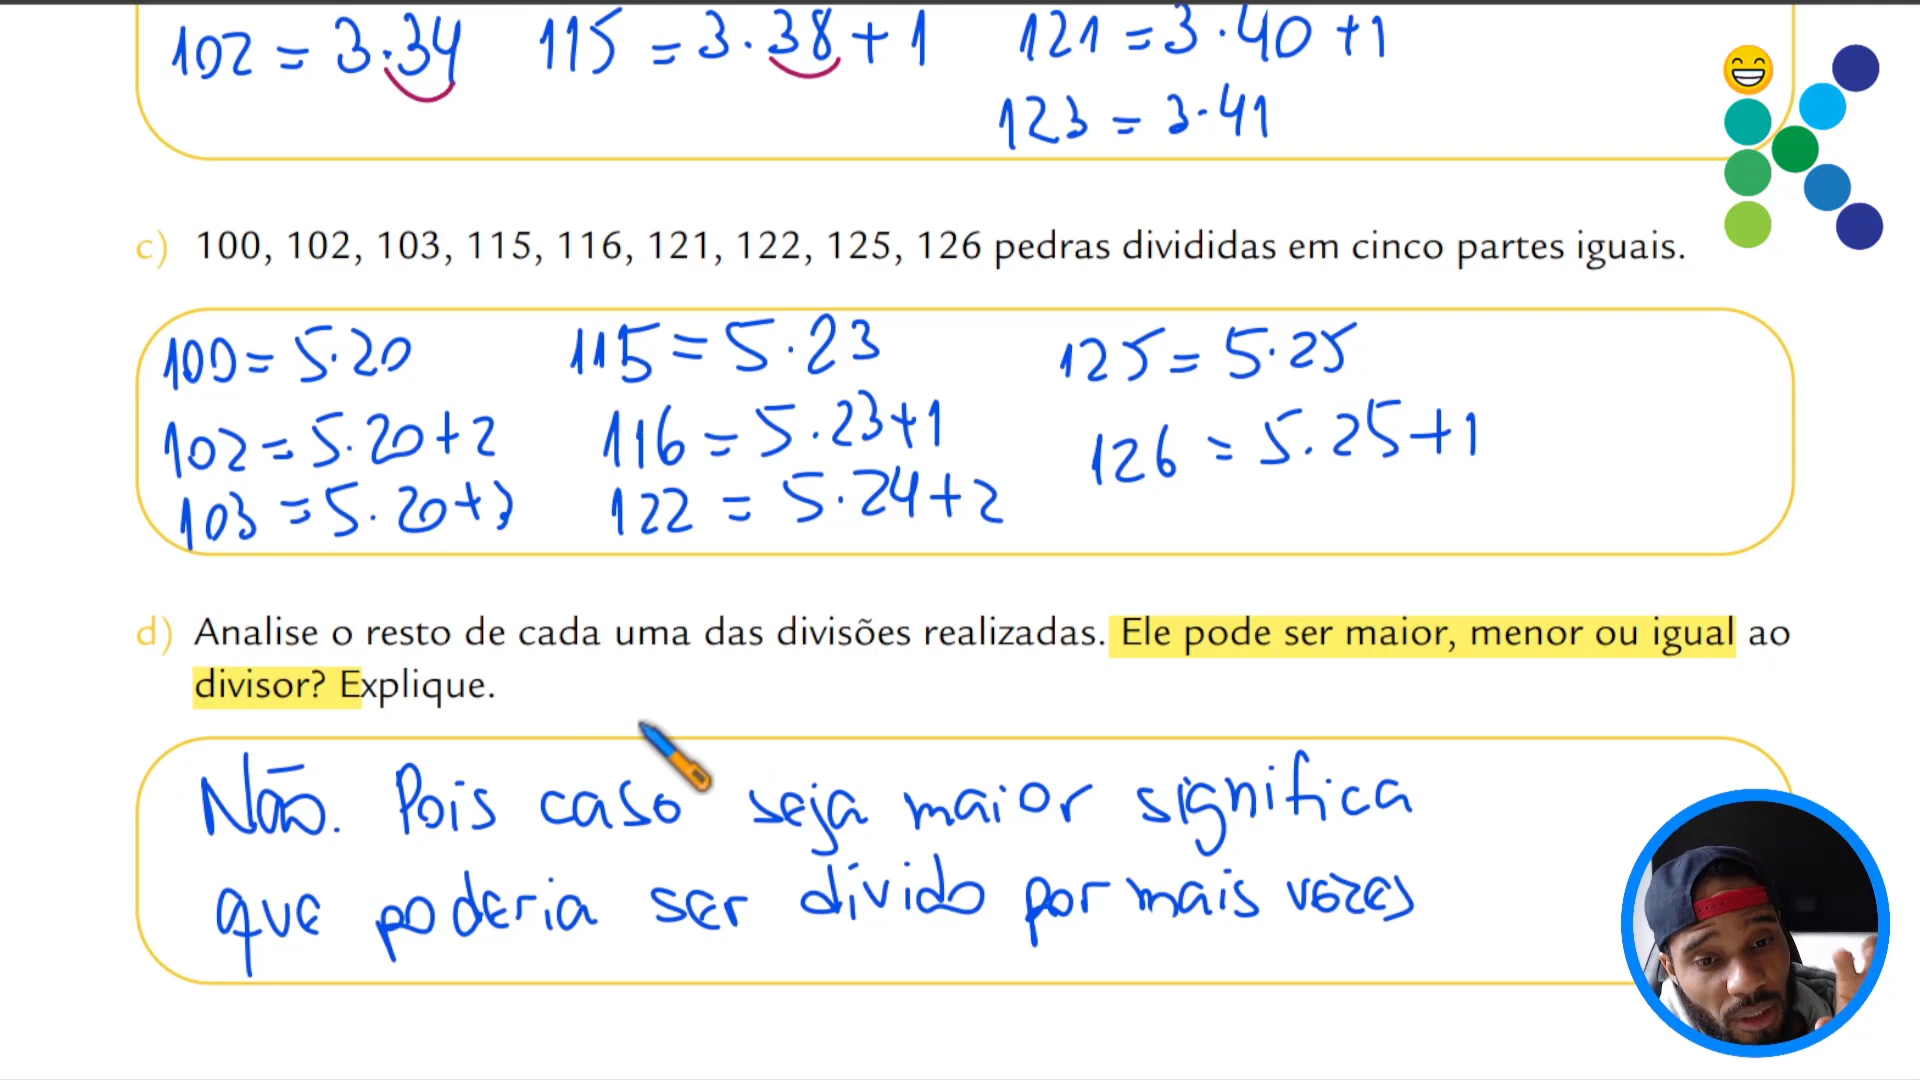 102 = 3·34 115 = 3·38+1 121 = 3·40+1
123 = 3·41
c) 100, 102, 103, 115, 116, 121, 122, 125, 126 pedras divididas em cinco partes iguais.
100 = 5·20 115 = 5·23 125 = 5·25
102 = 5·20+2 116 = 5·23+1 126 = 5·25+1
103 = 5·20+3 122 = 5·24+2
d) Analise o resto de cada uma das divisões realizadas. Ele pode ser maior, menor ou igual ao
divisor? Explique.
Não. Pois caso seja maior significa
que poderia ser divido por mais vezes